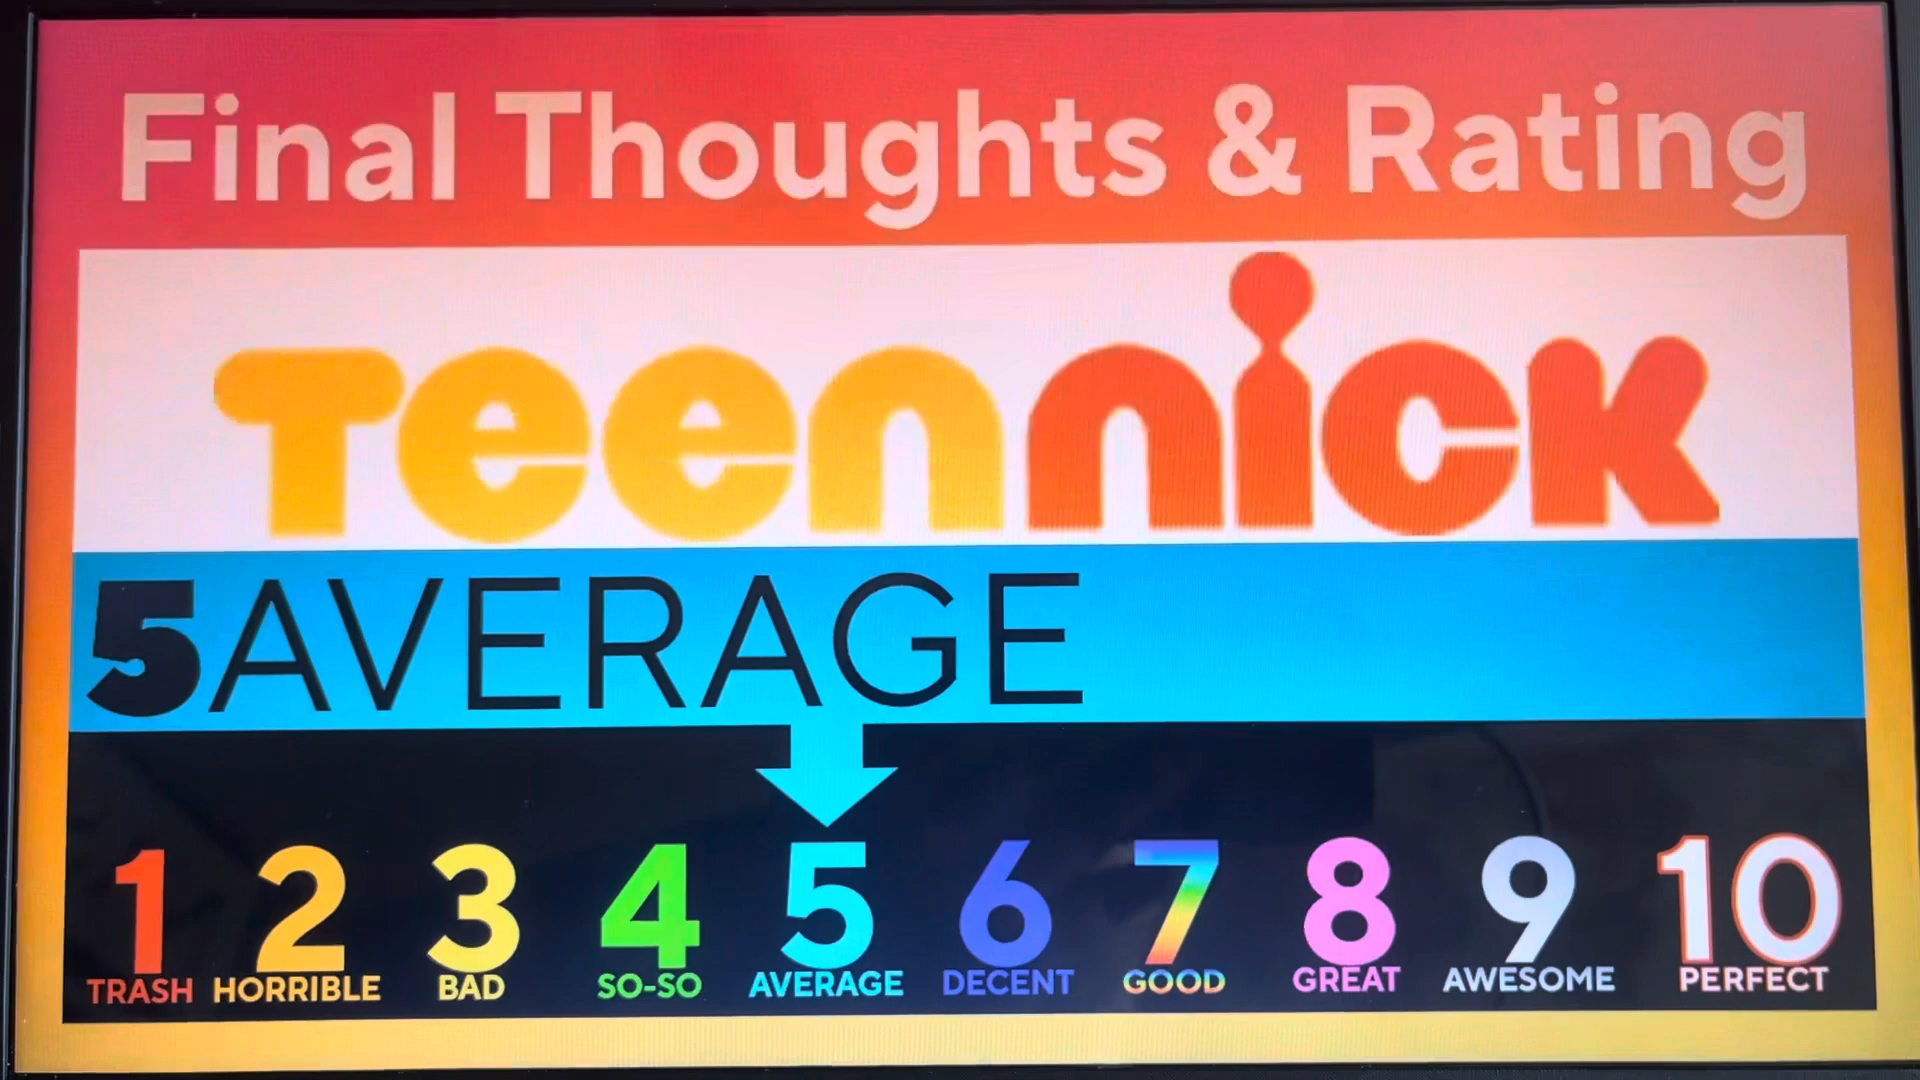 Final Thoughts & Rating
Teennick
5AVERAGE
1 2 3 4 5 6 7 8 9 10
TRASH HORRIBLE BAD SO-SO AVERAGE DECENT GOOD GREAT AWESOME PERFECT